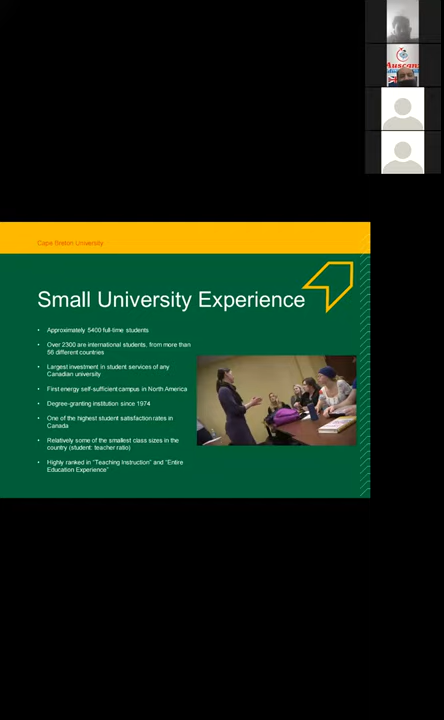 Auscan
Cape Breton University
Small University Experience
• Approximately 5400 full-time students
• Over 2300 are international students, from more than
56 different countries
• Largest investment in student services of any
Canadian university
• First energy self-sufficient campus in North America
• Degree-granting institution since 1974
• One of the highest student satisfaction rates in
Canada
• Relatively some of the smallest class sizes in the
country (student: teacher ratio)
• Highly ranked in “Teaching Instruction” and “Entire
Education Experience”